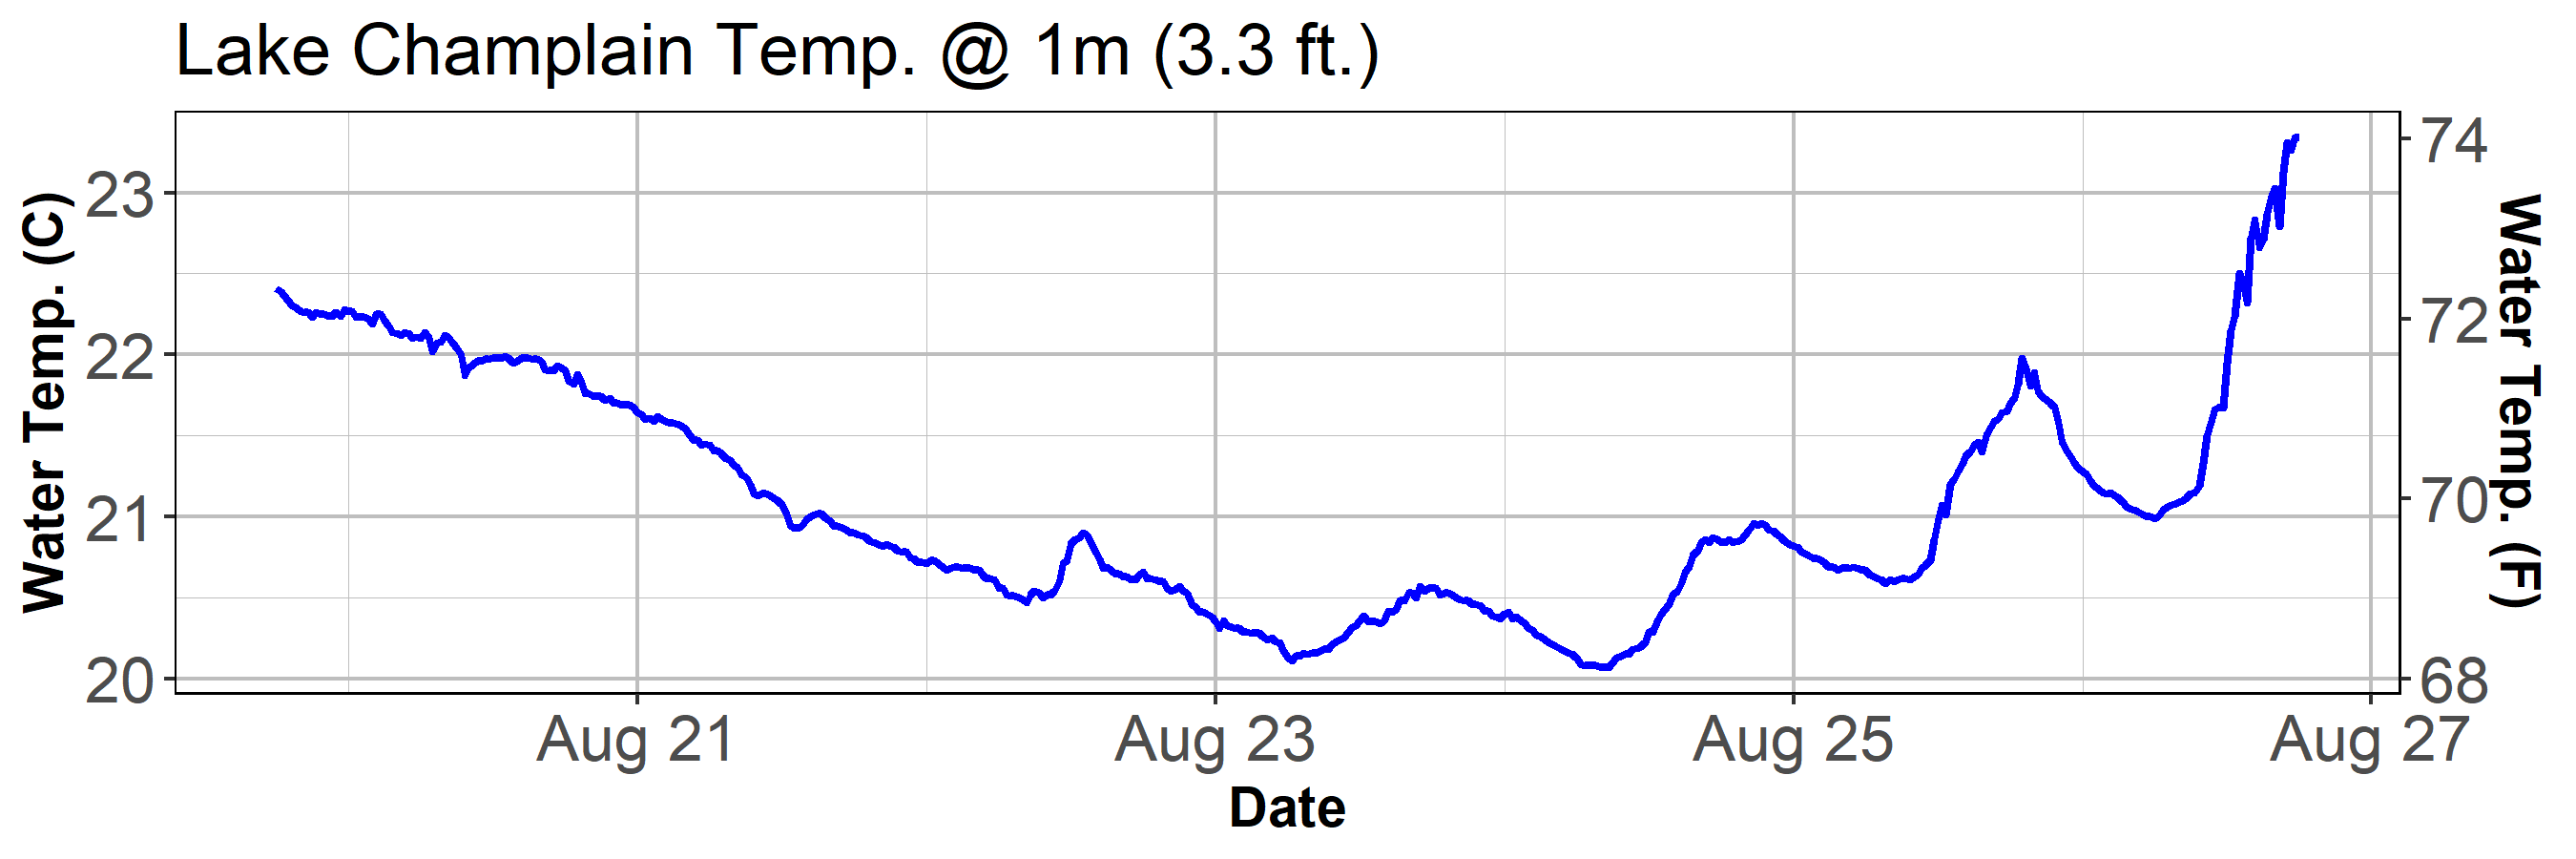 Lake Champlain Temp. @ 1m (3.3 ft.)
Water Temp. (C)
23
22
21
20
74
72
70
68
Water Temp. (F)
Aug 21 Aug 23 Aug 25 Aug 27
Date